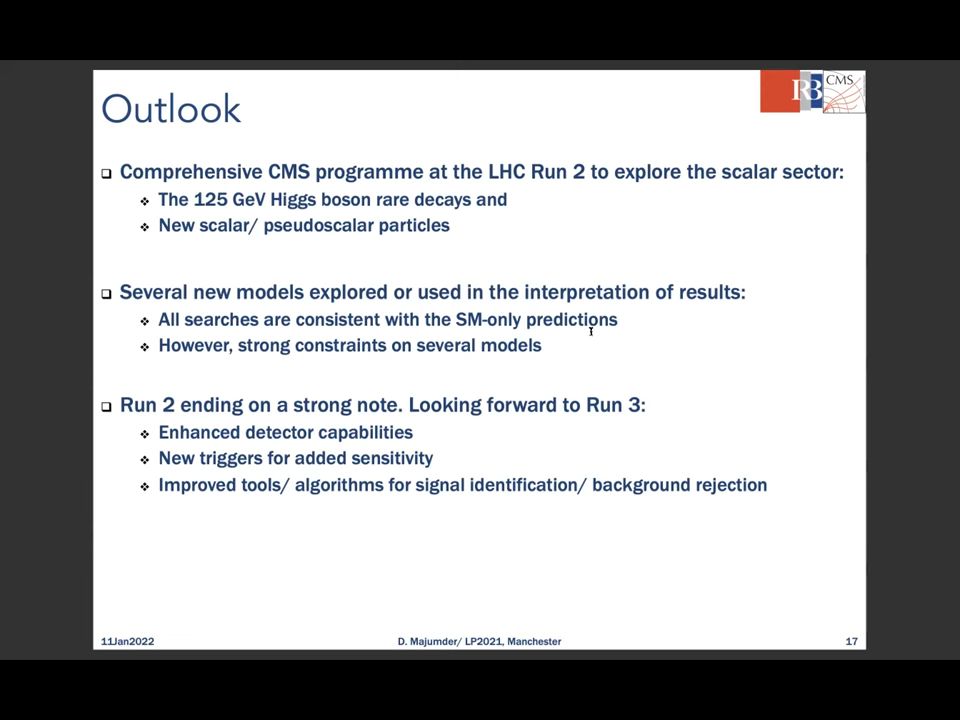 Outlook
RB
CMS
Comprehensive CMS programme at the LHC Run 2 to explore the scalar sector:
The 125 GeV Higgs boson rare decays and
New scalar/ pseudoscalar particles
Several new models explored or used in the interpretation of results:
All searches are consistent with the SM-only predictions
However, strong constraints on several models
Run 2 ending on a strong note. Looking forward to Run 3:
Enhanced detector capabilities
New triggers for added sensitivity
Improved tools/ algorithms for signal identification/ background rejection
11Jan2022
D. Majumder/ LP2021, Manchester
17